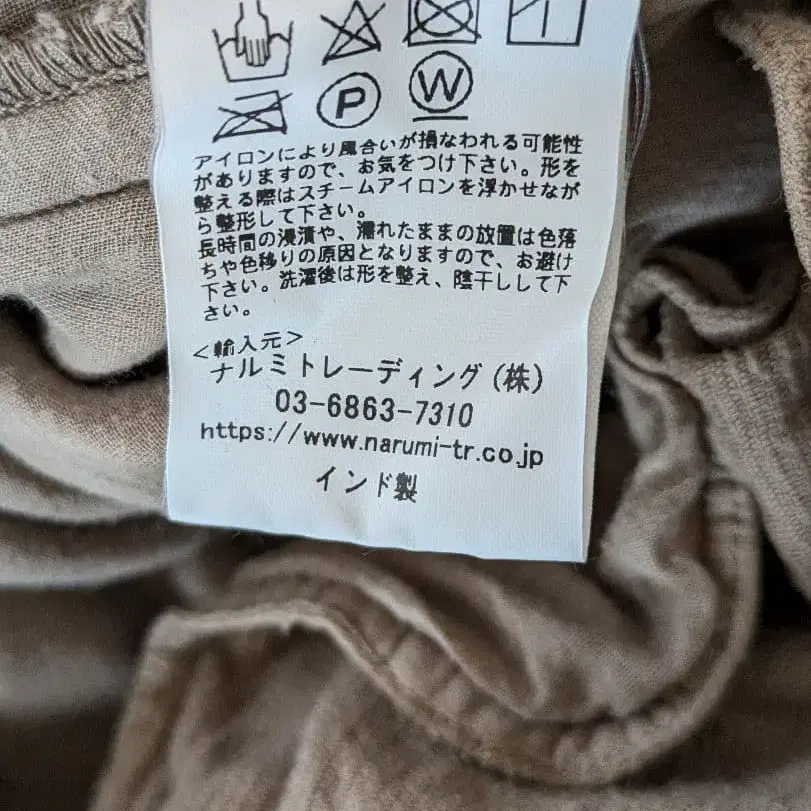 P
W
アイロンにより風合いが損なわれる可能性
がありますので、お気をつけ下さい。形を
整える際はスチームアイロンを浮かせなが
ら整形して下さい。
長時間の浸漬や、濡れたままの放置は色落
ちや色移りの原因となりますので、お避け
下さい。洗濯後は形を整え、陰干しして下
さい。
<輸入元>
ナルミトレーディング(株)
03-6863-7310
https://www.narumi-tr.co.jp
インド製